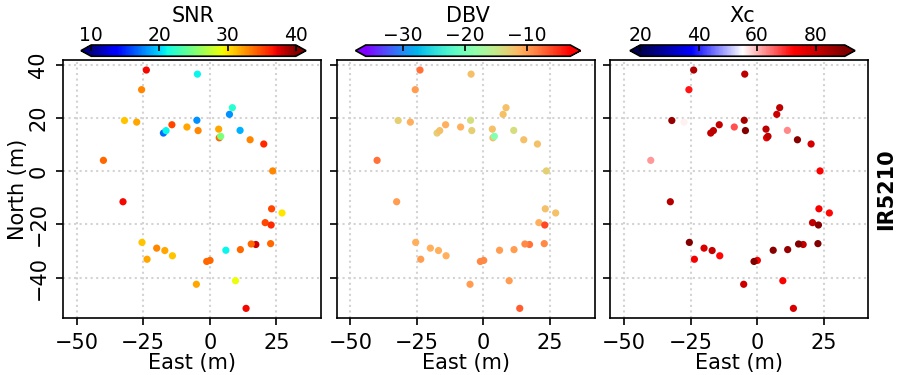 SNR DBV Xc
10 20 30 40 −30 −20 −10 20 40 60 80
40
20
0
−20
−40
North (m)
−50 −25 0 25 −50 −25 0 25 −50 −25 0 25
East (m) East (m) East (m)
IR5210